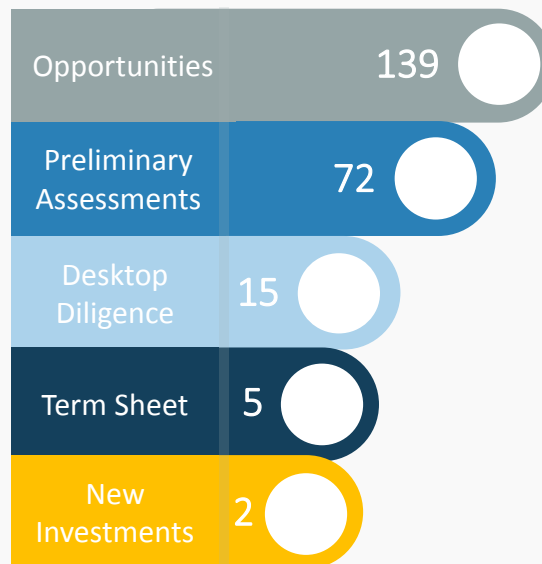 Opportunities 139
Preliminary
Assessments
72
Desktop
Diligence
15
Term Sheet 5
New
Investments
2